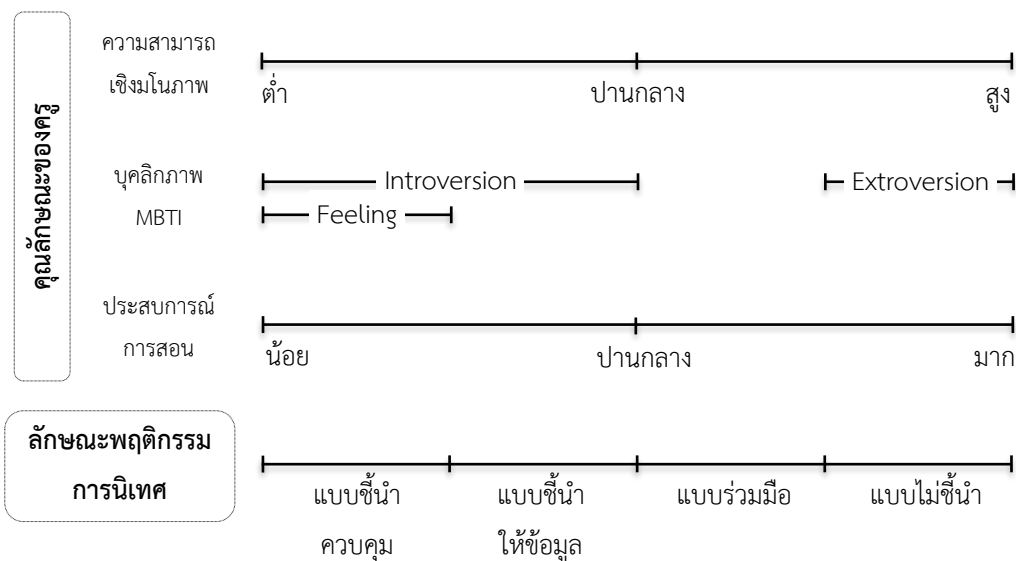 คุณลักษณะของครู
ความสามารถ
เชิงมโนภาพ
ต่ำ ปานกลาง สูง
บุคลิกภาพ
MBTI
Introversion Extroversion
Feeling
ประสบการณ์
การสอน
น้อย ปานกลาง มาก
ลักษณะพฤติกรรม
การนิเทศ
แบบชี้นำ แบบชี้นำ แบบร่วมมือ แบบไม่ชี้นำ
ควบคุม ให้ข้อมูล